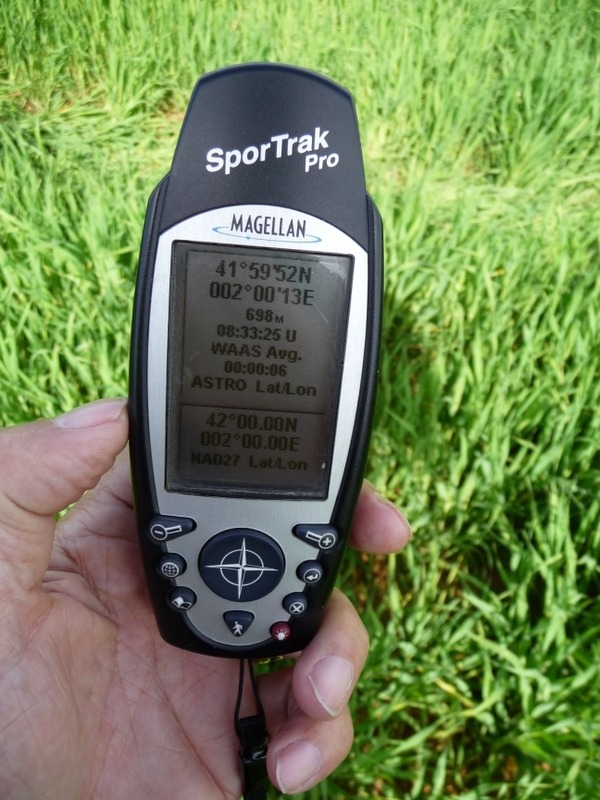 SporTrak
Pro
MAGELLAN
41°59'52N
002°00'13E
698M
08:33:25 U
WAAS Avg.
00:00:06
ASTRO Lat/Lon
42°00.00N
002°00.00E
NAD27 Lat/Lon